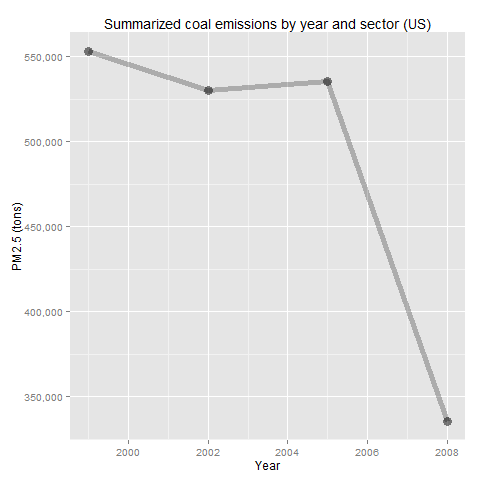 Summarized coal emissions by year and sector (US)
PM2.5 (tons)
550,000
500,000
450,000
400,000
350,000
2000 2002 2004 2006 2008
Year